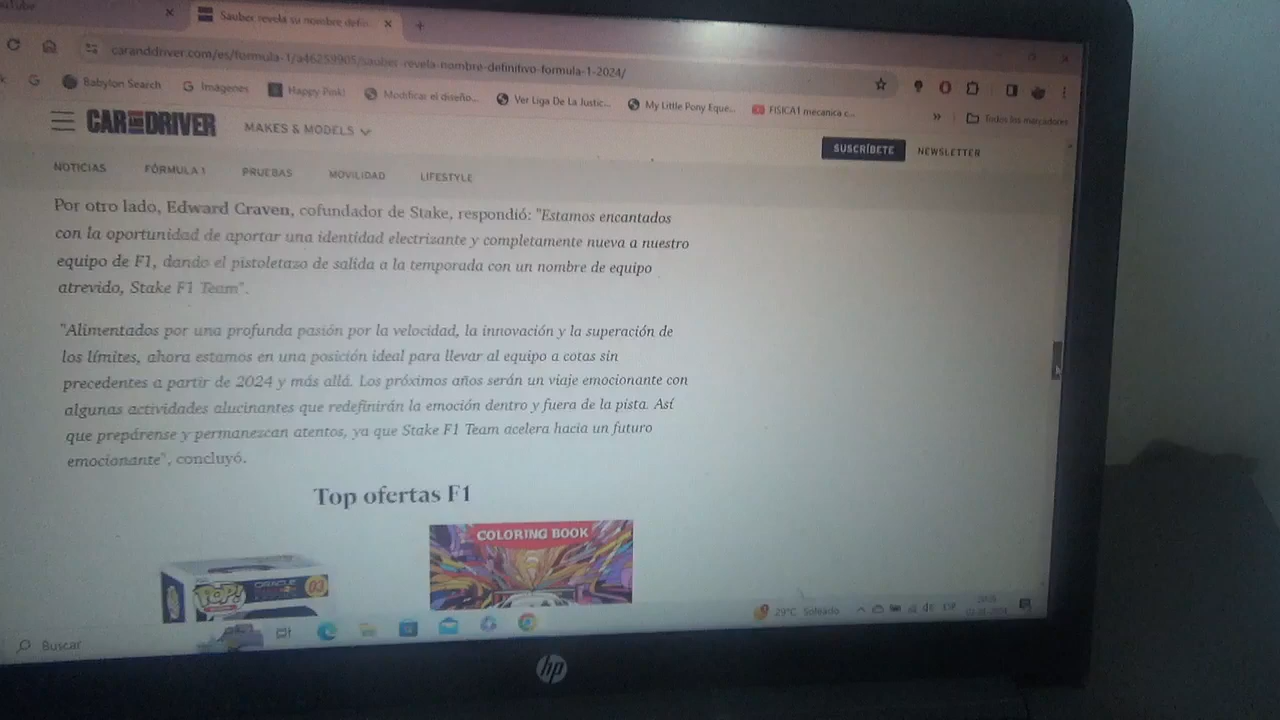 Sauber revela su nombre defin
caranddriver.com/es/formula-1/a46259905/sauber-revela-nombre-definitivo-formula-1-2024/
Babylon Search
Imágenes
Happy Pink!
Modificar el diseño...
Ver Liga De La Justic...
My Little Pony Eque...
FISICA1 mecanica c...
»
Todos los marcadores
CAR AND DRIVER
MAKES & MODELS
SUSCRÍBETE
NEWSLETTER
NOTICIAS
FÓRMULA 1
PRUEBAS
MOVILIDAD
LIFESTYLE
Por otro lado, Edward Craven, cofundador de Stake, respondió: "Estamos encantados
con la oportunidad de aportar una identidad electrizante y completamente nueva a nuestro
equipo de F1, dando el pistoletazo de salida a la temporada con un nombre de equipo
atrevido, Stake F1 Team".
"Alimentados por una profunda pasión por la velocidad, la innovación y la superación de
los límites, ahora estamos en una posición ideal para llevar al equipo a cotas sin
precedentes a partir de 2024 y más allá. Los próximos años serán un viaje emocionante con
algunas actividades alucinantes que redefinirán la emoción dentro y fuera de la pista. Así
que prepárense y permanezcan atentos, ya que Stake F1 Team acelera hacia un futuro
emocionante", concluyó.
Top ofertas F1
COLORING BOOK
POP!
ORACLE
03
29°C Soleado
ESP
Buscar
hp